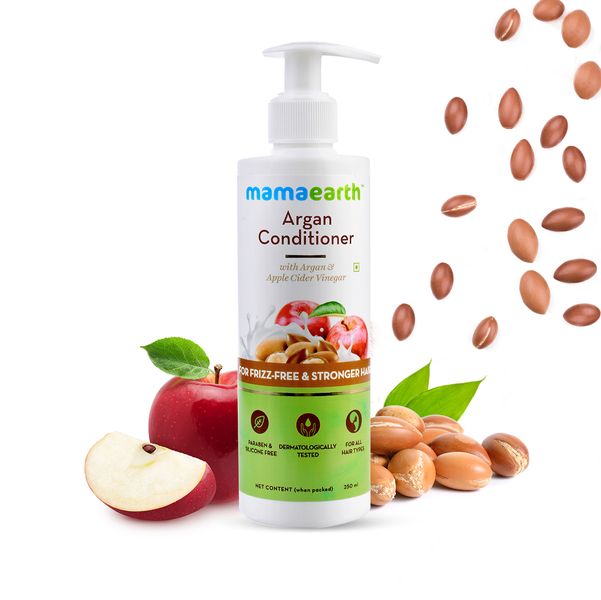 mamaearth™
Argan
Conditioner
with Argan &
Apple Cider Vinegar
FOR FRIZZ-FREE & STRONGER HAIR
PARABEN &
SILICONE FREE
DERMATOLOGICALLY
TESTED
FOR ALL
HAIR TYPES
NET CONTENT (when packed) 250 ml